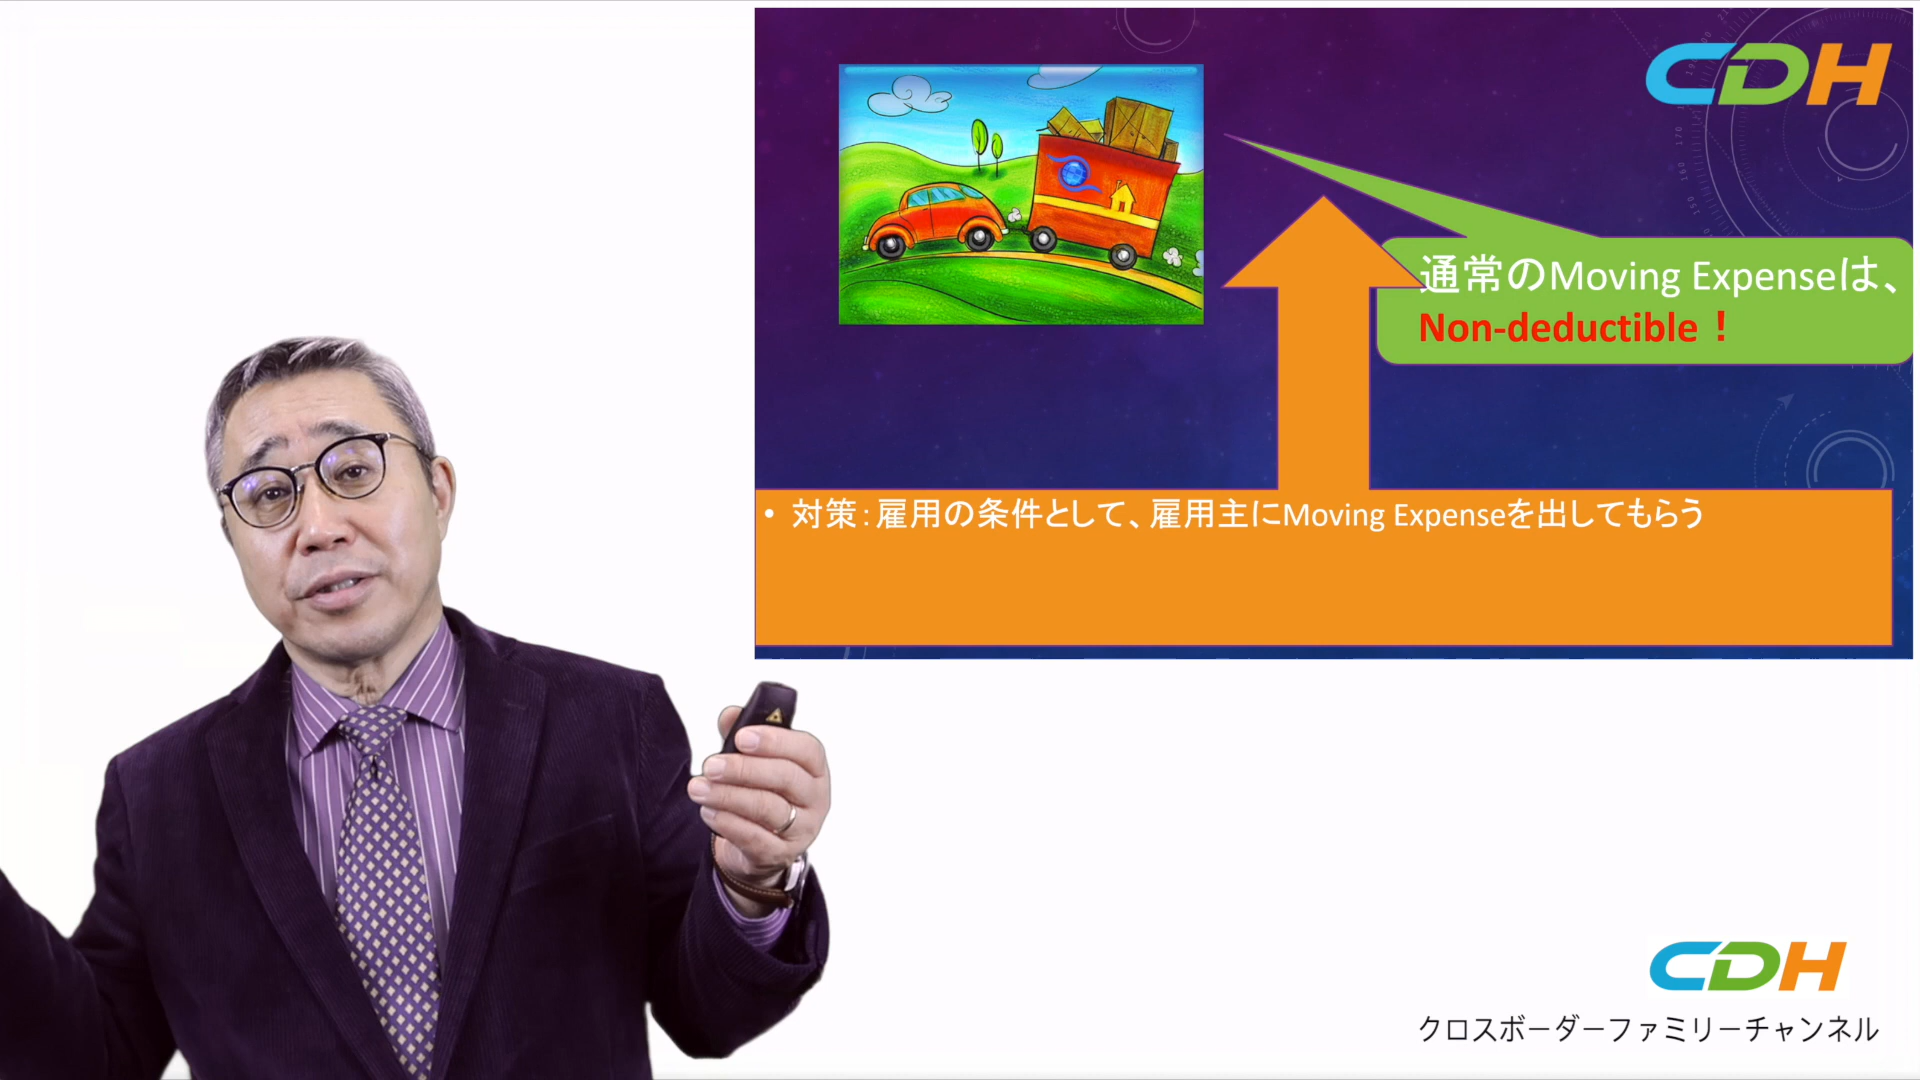 CDH
通常のMoving Expenseは、
Non-deductible！
• 対策：雇用の条件として、雇用主にMoving Expenseを出してもらう
CDH
クロスボーダーファミリーチャンネル